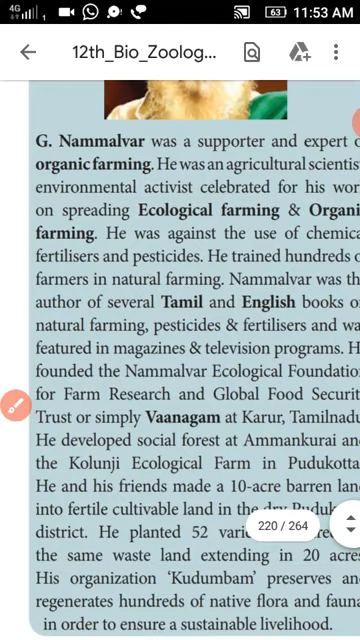 4G
63
11:53 AM
12th_Bio_Zoolog...
G. Nammalvar was a supporter and expert o
organic farming. He was an agricultural scientist
environmental activist celebrated for his wor
on spreading Ecological farming & Organi
farming. He was against the use of chemica
fertilisers and pesticides. He trained hundreds o
farmers in natural farming. Nammalvar was th
author of several Tamil and English books o
natural farming, pesticides & fertilisers and wa
featured in magazines & television programs. H
founded the Nammalvar Ecological Foundation
for Farm Research and Global Food Securit
Trust or simply Vaanagam at Karur, Tamilnadu
He developed social forest at Ammankurai an
the Kolunji Ecological Farm in Pudukotta
He and his friends made a 10-acre barren lan
into fertile cultivable land in the dry
district. He planted 52
220 / 264
the same waste land extending in 20 acres
His organization ‘Kudumbam’ preserves an
regenerates hundreds of native flora and fauna
in order to ensure a sustainable livelihood.